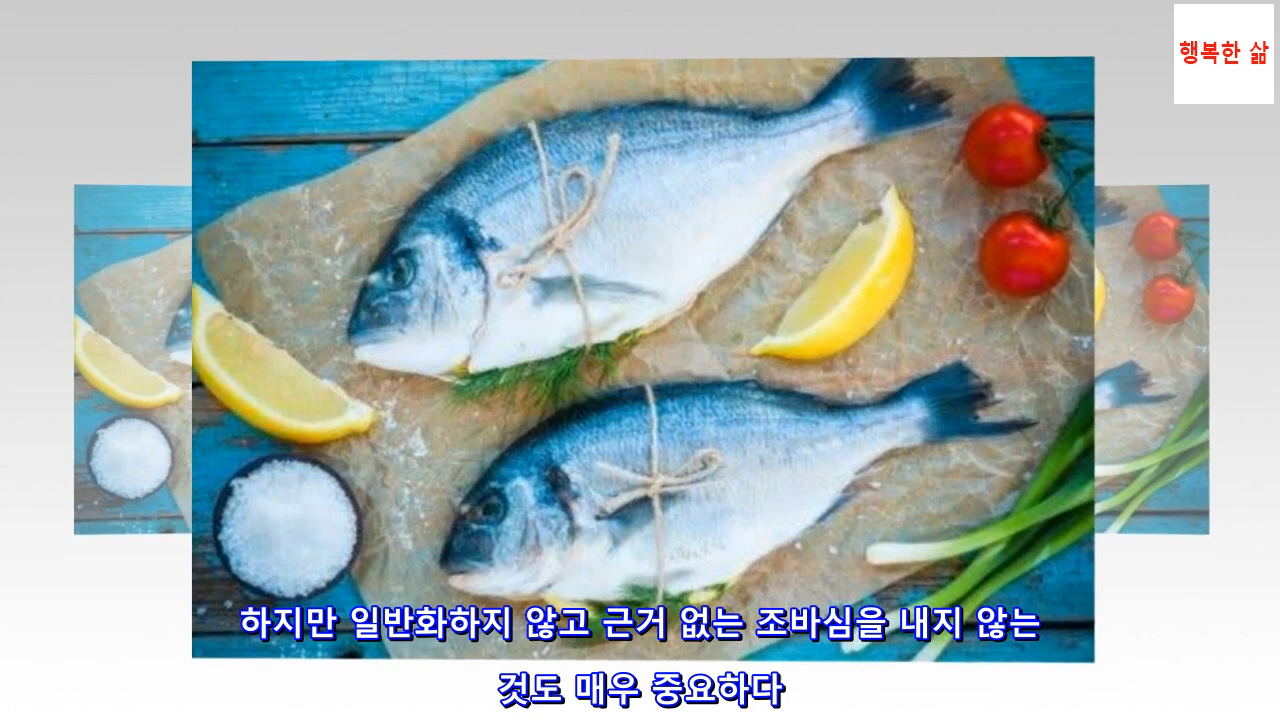 행복한 삶
하지만 일반화하지 않고 근거 없는 조바심을 내지 않는
것도 매우 중요하다